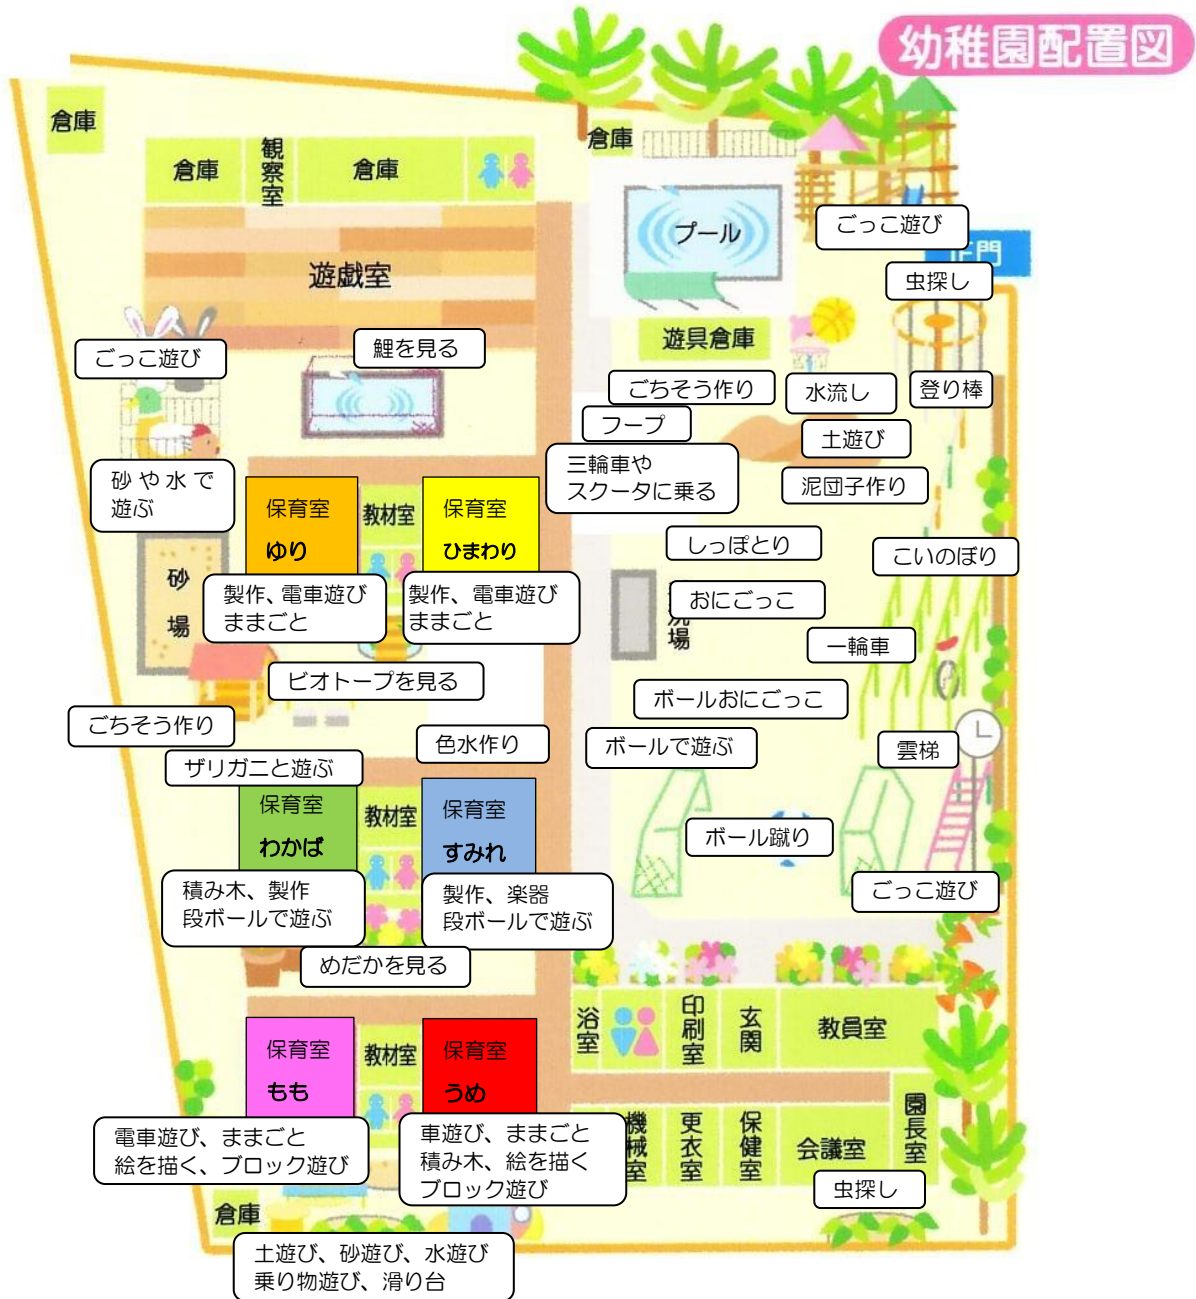 幼稚園配置図
倉庫
倉庫
観察室
倉庫
倉庫
プール
ごっこ遊び
正門
虫探し
遊戯室
遊具倉庫
ごっこ遊び
鯉を見る
ごちそう作り
水流し
登り棒
フープ
土遊び
三輪車や
スクータに乗る
泥団子作り
砂や水で
遊ぶ
保育室
ゆり
教材室
保育室
ひまわり
しっぽとり
こいのぼり
砂場
製作、電車遊び
ままごと
製作、電車遊び
ままごと
おにごっこ
場
一輪車
ビオトープを見る
ボールおにごっこ
ごちそう作り
色水作り
ボールで遊ぶ
雲梯
ザリガニと遊ぶ
保育室
わかば
教材室
保育室
すみれ
ボール蹴り
積み木、製作
段ボールで遊ぶ
製作、楽器
段ボールで遊ぶ
ごっこ遊び
めだかを見る
浴室
印刷室
玄関
教員室
保育室
もも
教材室
保育室
うめ
電車遊び、ままごと
絵を描く、ブロック遊び
車遊び、ままごと
積み木、絵を描く
ブロック遊び
機械室
更衣室
保健室
会議室
園長室
虫探し
倉庫
土遊び、砂遊び、水遊び
乗り物遊び、滑り台